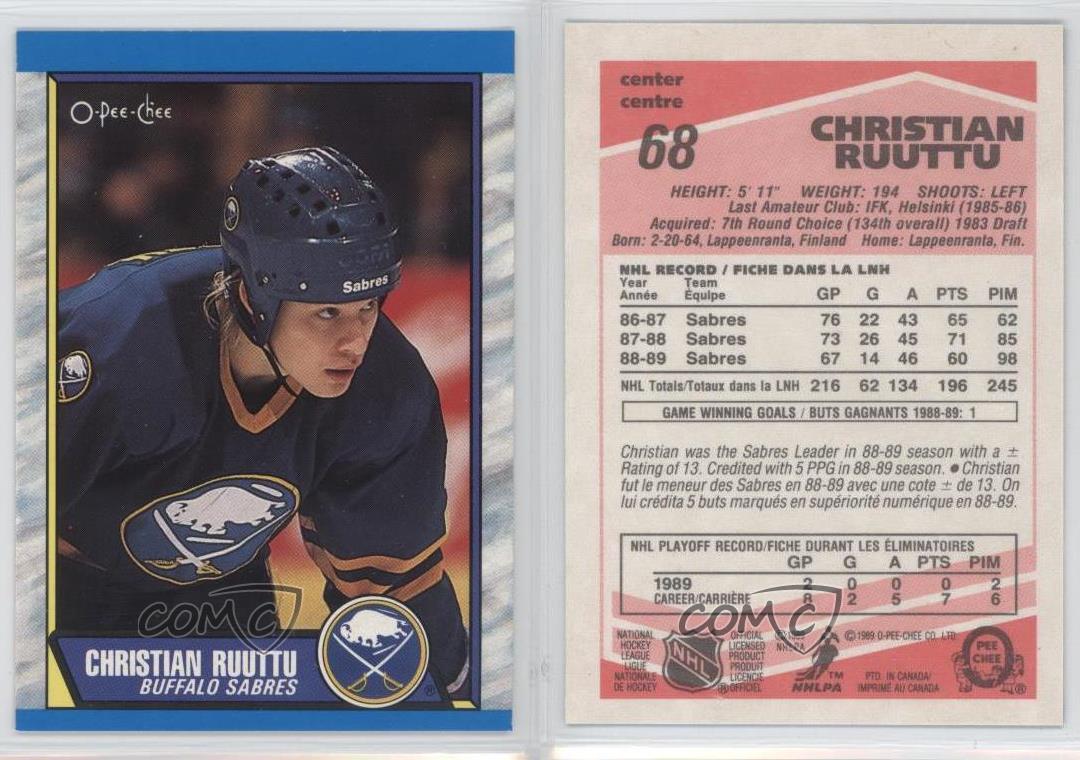 O-Pee-Chee
Sabres
CHRISTIAN RUUTTU
BUFFALO SABRES
®
COMC
center
centre
68
CHRISTIAN
RUUTTU
HEIGHT: 5' 11" WEIGHT: 194 SHOOTS: LEFT
Last Amateur Club: IFK, Helsinki (1985-86)
Acquired: 7th Round Choice (134th overall) 1983 Draft
Born: 2-20-64, Lappeenranta, Finland Home: Lappeenranta, Fin.
NHL RECORD / FICHE DANS LA LNH
Year Team
Année Équipe GP G A PTS PIM
86-87 Sabres 76 22 43 65 62
87-88 Sabres 73 26 45 71 85
88-89 Sabres 67 14 46 60 98
NHL Totals/Totaux dans la LNH 216 62 134 196 245
GAME WINNING GOALS / BUTS GAGNANTS 1988-89: 1
Christian was the Sabres Leader in 88-89 season with a ±
Rating of 13. Credited with 5 PPG in 88-89 season. ● Christian
fut le meneur des Sabres en 88-89 avec une cote ± de 13. On
lui crédita 5 buts marqués en supériorité numérique en 88-89.
NHL PLAYOFF RECORD/FICHE DURANT LES ÉLIMINATOIRES
GP G A PTS PIM
1989 2 0 0 0 2
CAREER/CARRIÈRE 8 2 5 7 6
COMC
NATIONAL
HOCKEY
LEAGUE
LIGUE
NATIONALE
DE HOCKEY
NHL
OFFICIAL
LICENSED
PRODUCT
PRODUIT
LICENCIÉ
OFFICIEL
©1989
NHLPA
NHLPA
TM
© 1989 O-PEE-CHEE CO. LTD.
PTD. IN CANADA/
IMPRIMÉ AU CANADA
PEE
CHEE
®